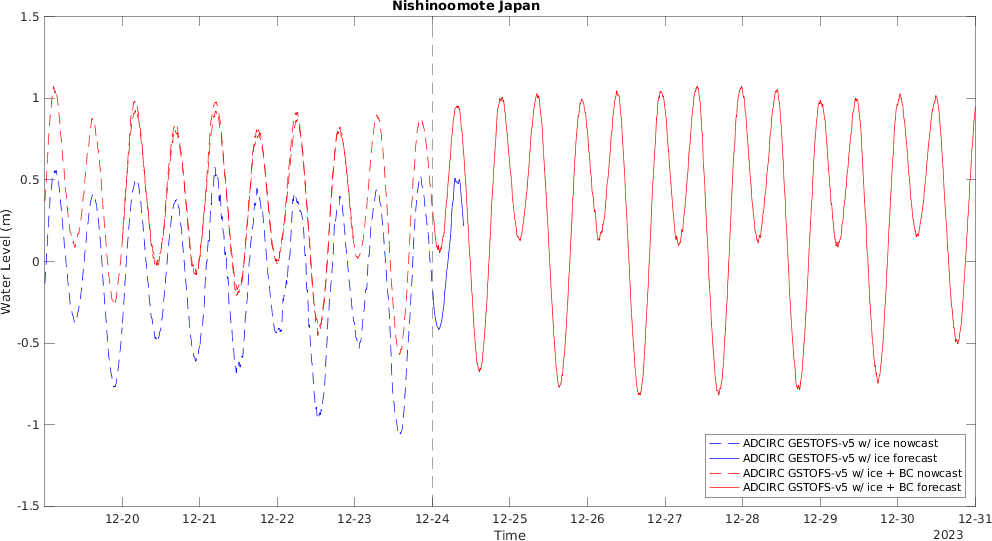 Nishinoomote Japan
1.5
1
0.5
0
-0.5
-1
-1.5
Water Level (m)
12-20 12-21 12-22 12-23 12-24 12-25 12-26 12-27 12-28 12-29 12-30 12-31
Time
2023
ADCIRC GESTOFS-v5 w/ ice nowcast
ADCIRC GESTOFS-v5 w/ ice forecast
ADCIRC GSTOFS-v5 w/ ice + BC nowcast
ADCIRC GSTOFS-v5 w/ ice + BC forecast